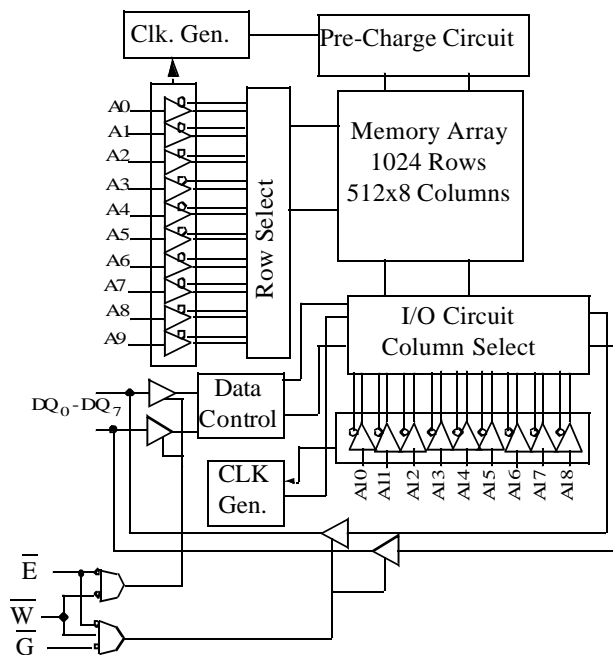 Clk. Gen.
Pre-Charge Circuit
A0
A1
A2
A3
A4
A5
A6
A7
A8
A9
Row Select
Memory Array
1024 Rows
512x8 Columns
I/O Circuit
Column Select
DQ₀-DQ₇
Data
Control
CLK
Gen.
A10
A11
A12
A13
A14
A15
A16
A17
A18
E̅
W̅
G̅